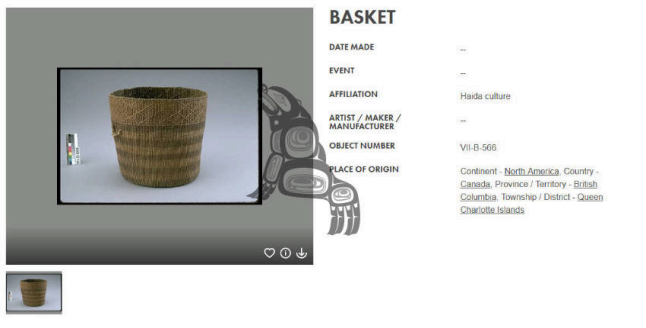 BASKET
DATE MADE
--
EVENT
--
AFFILIATION
Haida culture
ARTIST / MAKER /
MANUFACTURER
--
OBJECT NUMBER
VII-B-566
PLACE OF ORIGIN
Continent - North America, Country -
Canada, Province / Territory - British
Columbia, Township / District - Queen
Charlotte Islands